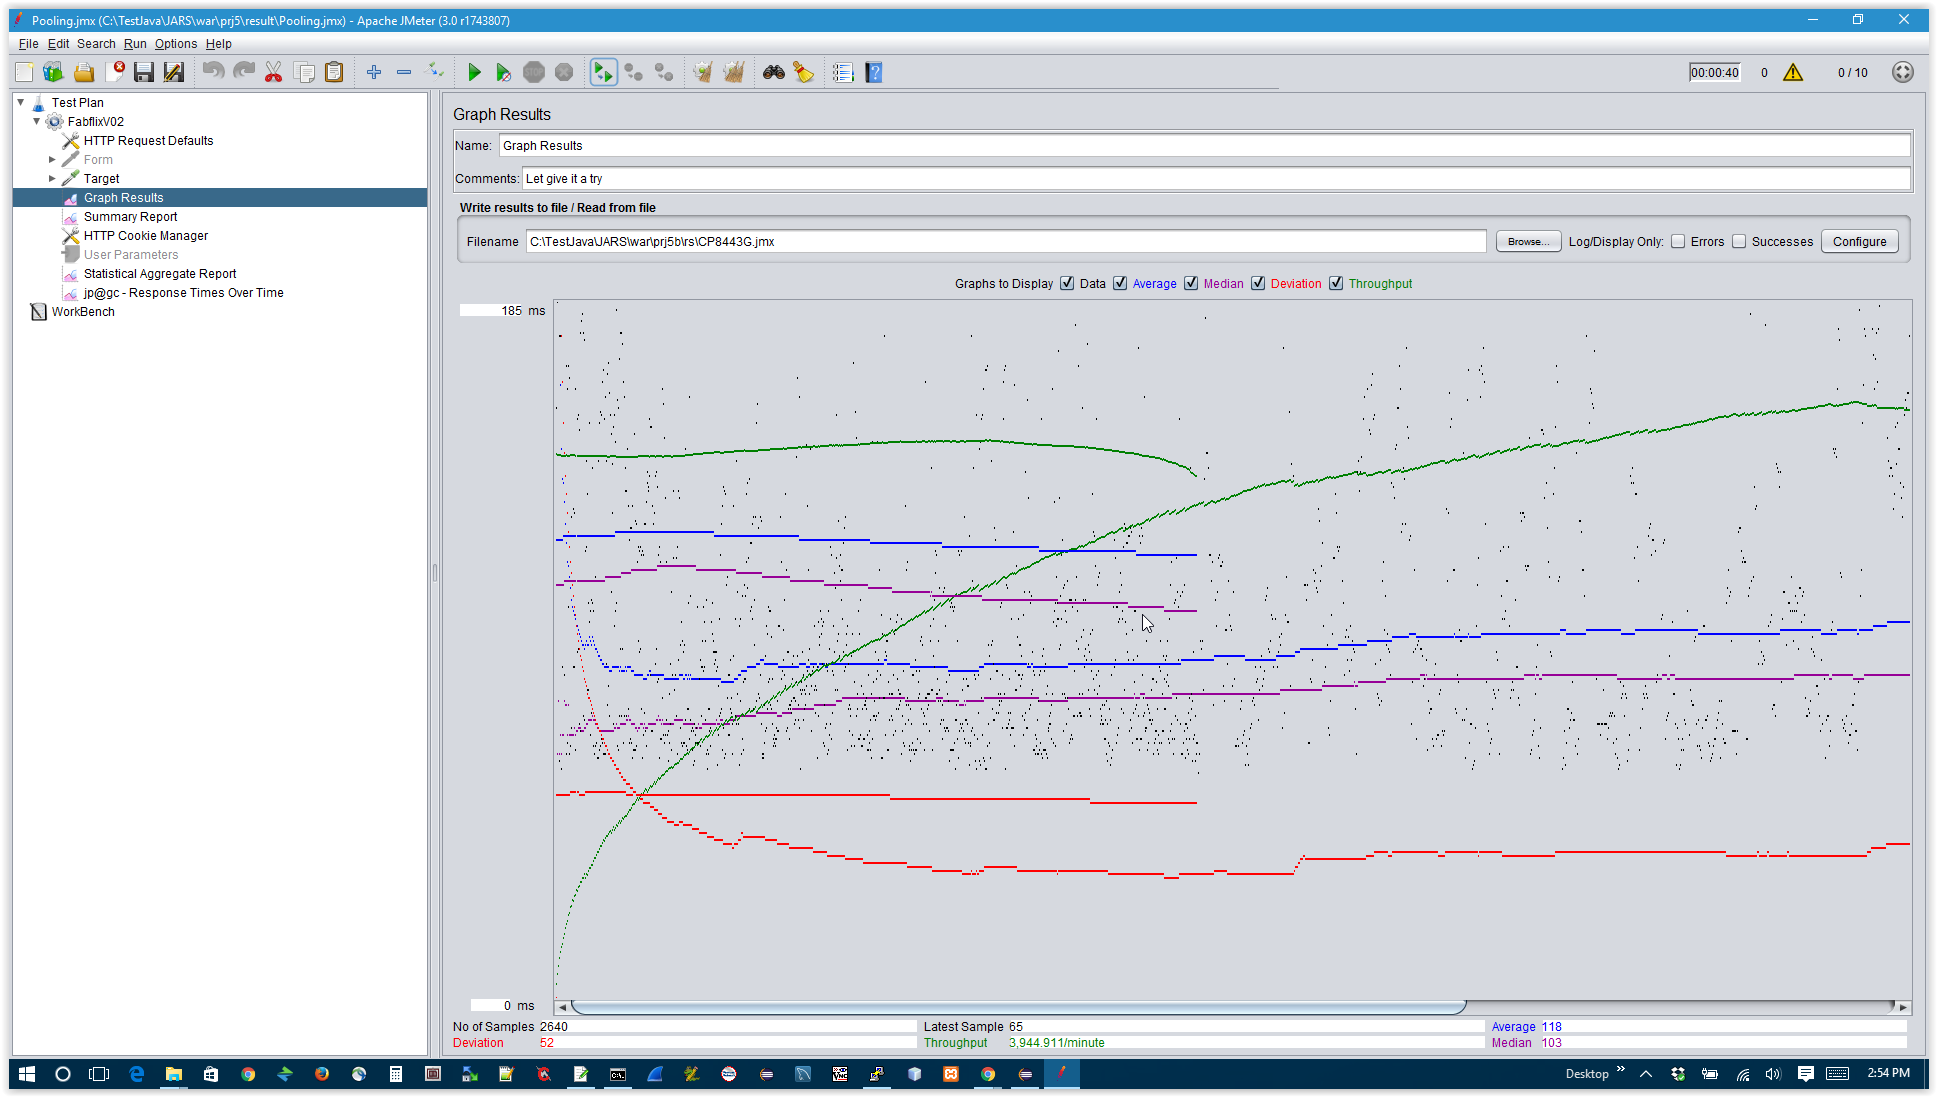 Pooling.jmx (C:\TestJava\JARS\war\prj5\result\Pooling.jmx) - Apache JMeter (3.0 r1743807)
File Edit Search Run Options Help
00:00:40 0 0 / 10
Test Plan
FabflixV02
HTTP Request Defaults
Form
Target
Graph Results
Summary Report
HTTP Cookie Manager
User Parameters
Statistical Aggregate Report
jp@gc - Response Times Over Time
WorkBench
Graph Results
Name: Graph Results
Comments: Let give it a try
Write results to file / Read from file
Filename C:\TestJava\JARS\war\prj5b\rs\CP8443G.jmx Browse... Log/Display Only: Errors Successes Configure
Graphs to Display Data Average Median Deviation Throughput
185 ms
0 ms
No of Samples 2640 Latest Sample 65 Average 118
Deviation 52 Throughput 3,944.911/minute Median 103
Desktop 2:54 PM